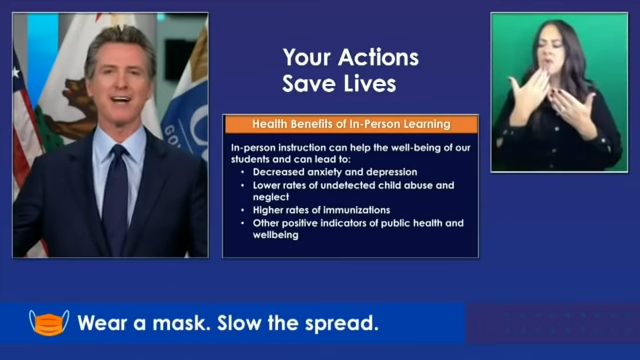 Your Actions
Save Lives
Health Benefits of In-Person Learning
In-person instruction can help the well-being of our
students and can lead to:
• Decreased anxiety and depression
• Lower rates of undetected child abuse and
neglect
• Higher rates of immunizations
• Other positive indicators of public health and
wellbeing
Wear a mask. Slow the spread.